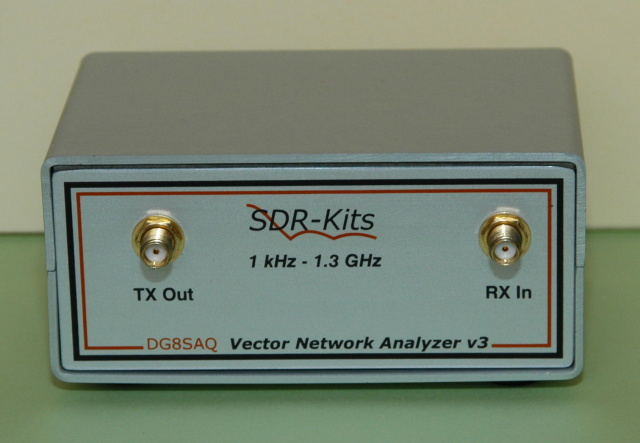 SDR-Kits
1 kHz - 1.3 GHz
TX Out
RX In
DG8SAQ Vector Network Analyzer v3